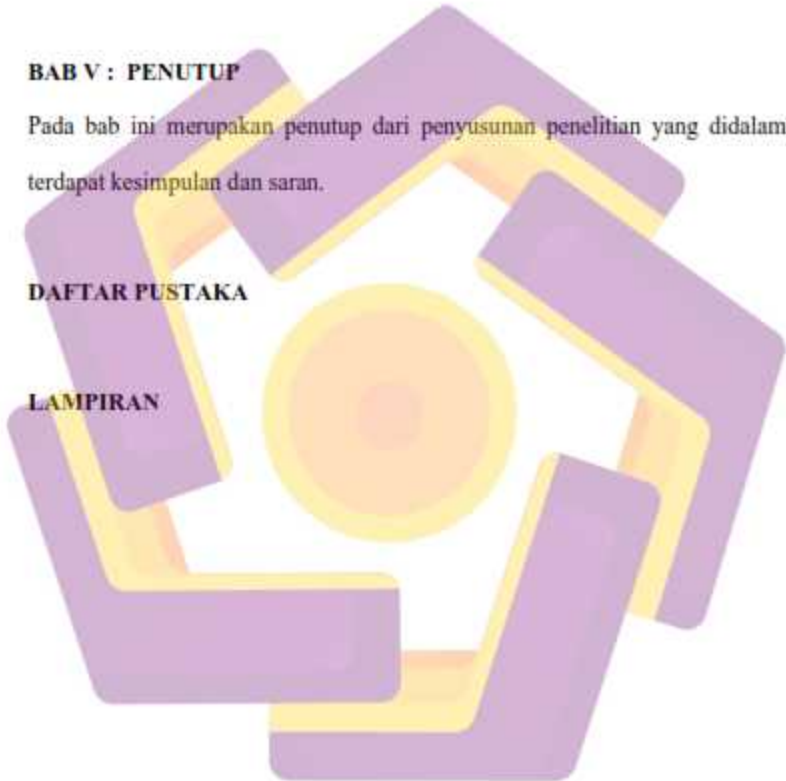 BAB V : PENUTUP
Pada bab ini merupakan penutup dari penyusunan penelitian yang didalam
terdapat kesimpulan dan saran.
DAFTAR PUSTAKA
LAMPIRAN